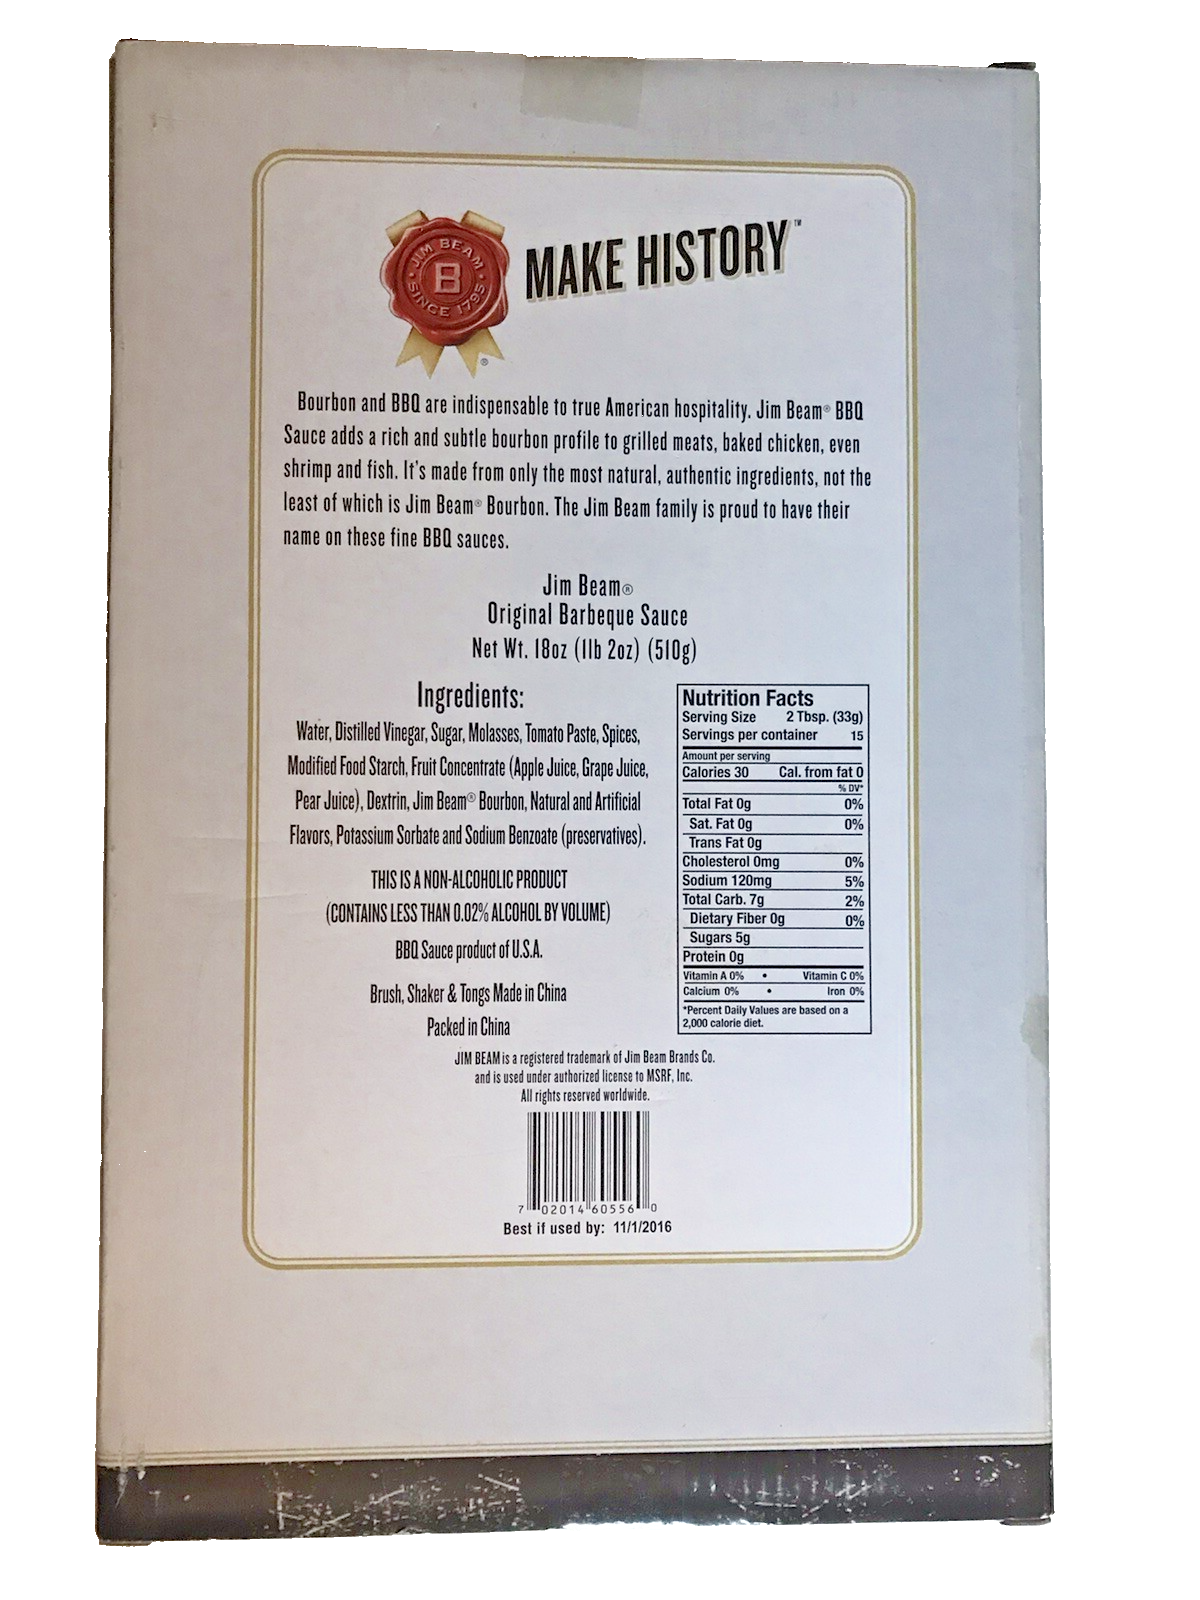 JIM BEAM
B
SINCE 1795
®
MAKE HISTORY™
Bourbon and BBQ are indispensable to true American hospitality. Jim Beam® BBQ
Sauce adds a rich and subtle bourbon profile to grilled meats, baked chicken, even
shrimp and fish. It's made from only the most natural, authentic ingredients, not the
least of which is Jim Beam® Bourbon. The Jim Beam family is proud to have their
name on these fine BBQ sauces.
Jim Beam®
Original Barbeque Sauce
Net Wt. 18oz (1lb 2oz) (510g)
Ingredients:
Water, Distilled Vinegar, Sugar, Molasses, Tomato Paste, Spices,
Modified Food Starch, Fruit Concentrate (Apple Juice, Grape Juice,
Pear Juice), Dextrin, Jim Beam® Bourbon, Natural and Artificial
Flavors, Potassium Sorbate and Sodium Benzoate (preservatives).
THIS IS A NON-ALCOHOLIC PRODUCT
(CONTAINS LESS THAN 0.02% ALCOHOL BY VOLUME)
BBQ Sauce product of U.S.A.
Brush, Shaker & Tongs Made in China
Packed in China
Nutrition Facts
Serving Size 2 Tbsp. (33g)
Servings per container 15
Amount per serving
Calories 30 Cal. from fat 0
% DV*
Total Fat 0g 0%
Sat. Fat 0g 0%
Trans Fat 0g
Cholesterol 0mg 0%
Sodium 120mg 5%
Total Carb. 7g 2%
Dietary Fiber 0g 0%
Sugars 5g
Protein 0g
Vitamin A 0% • Vitamin C 0%
Calcium 0% • Iron 0%
*Percent Daily Values are based on a
2,000 calorie diet.
JIM BEAM is a registered trademark of Jim Beam Brands Co.
and is used under authorized license to MSRF, Inc.
All rights reserved worldwide.
7 02014 60556 0
Best if used by: 11/1/2016